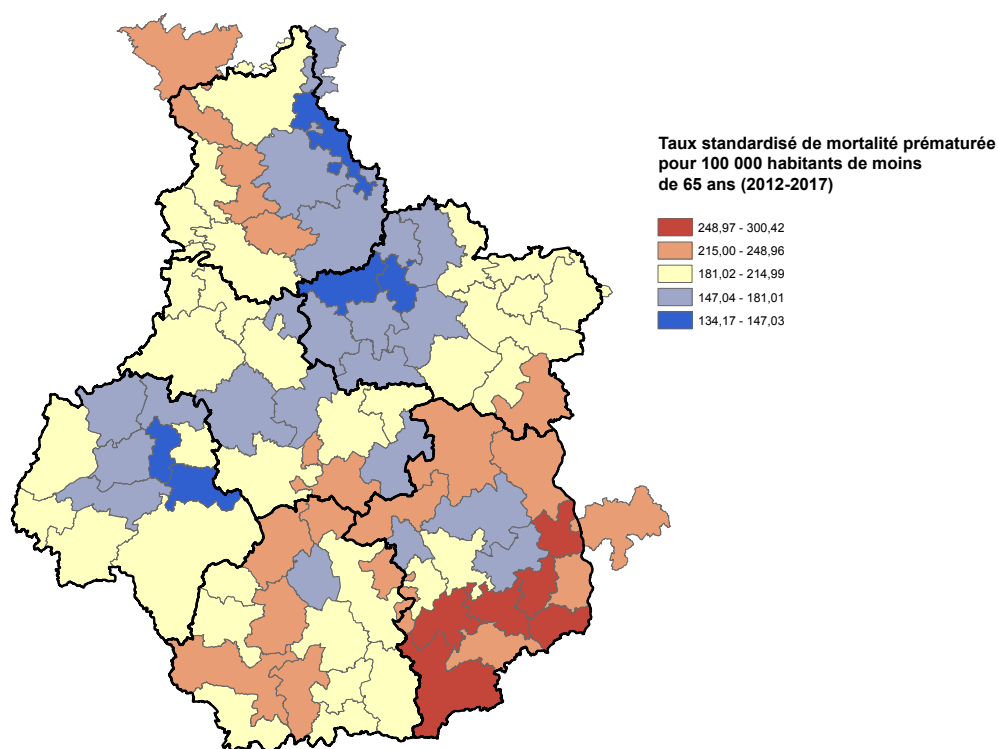 Taux standardisé de mortalité prématurée
pour 100 000 habitants de moins
de 65 ans (2012-2017)
248,97 - 300,42
215,00 - 248,96
181,02 - 214,99
147,04 - 181,01
134,17 - 147,03